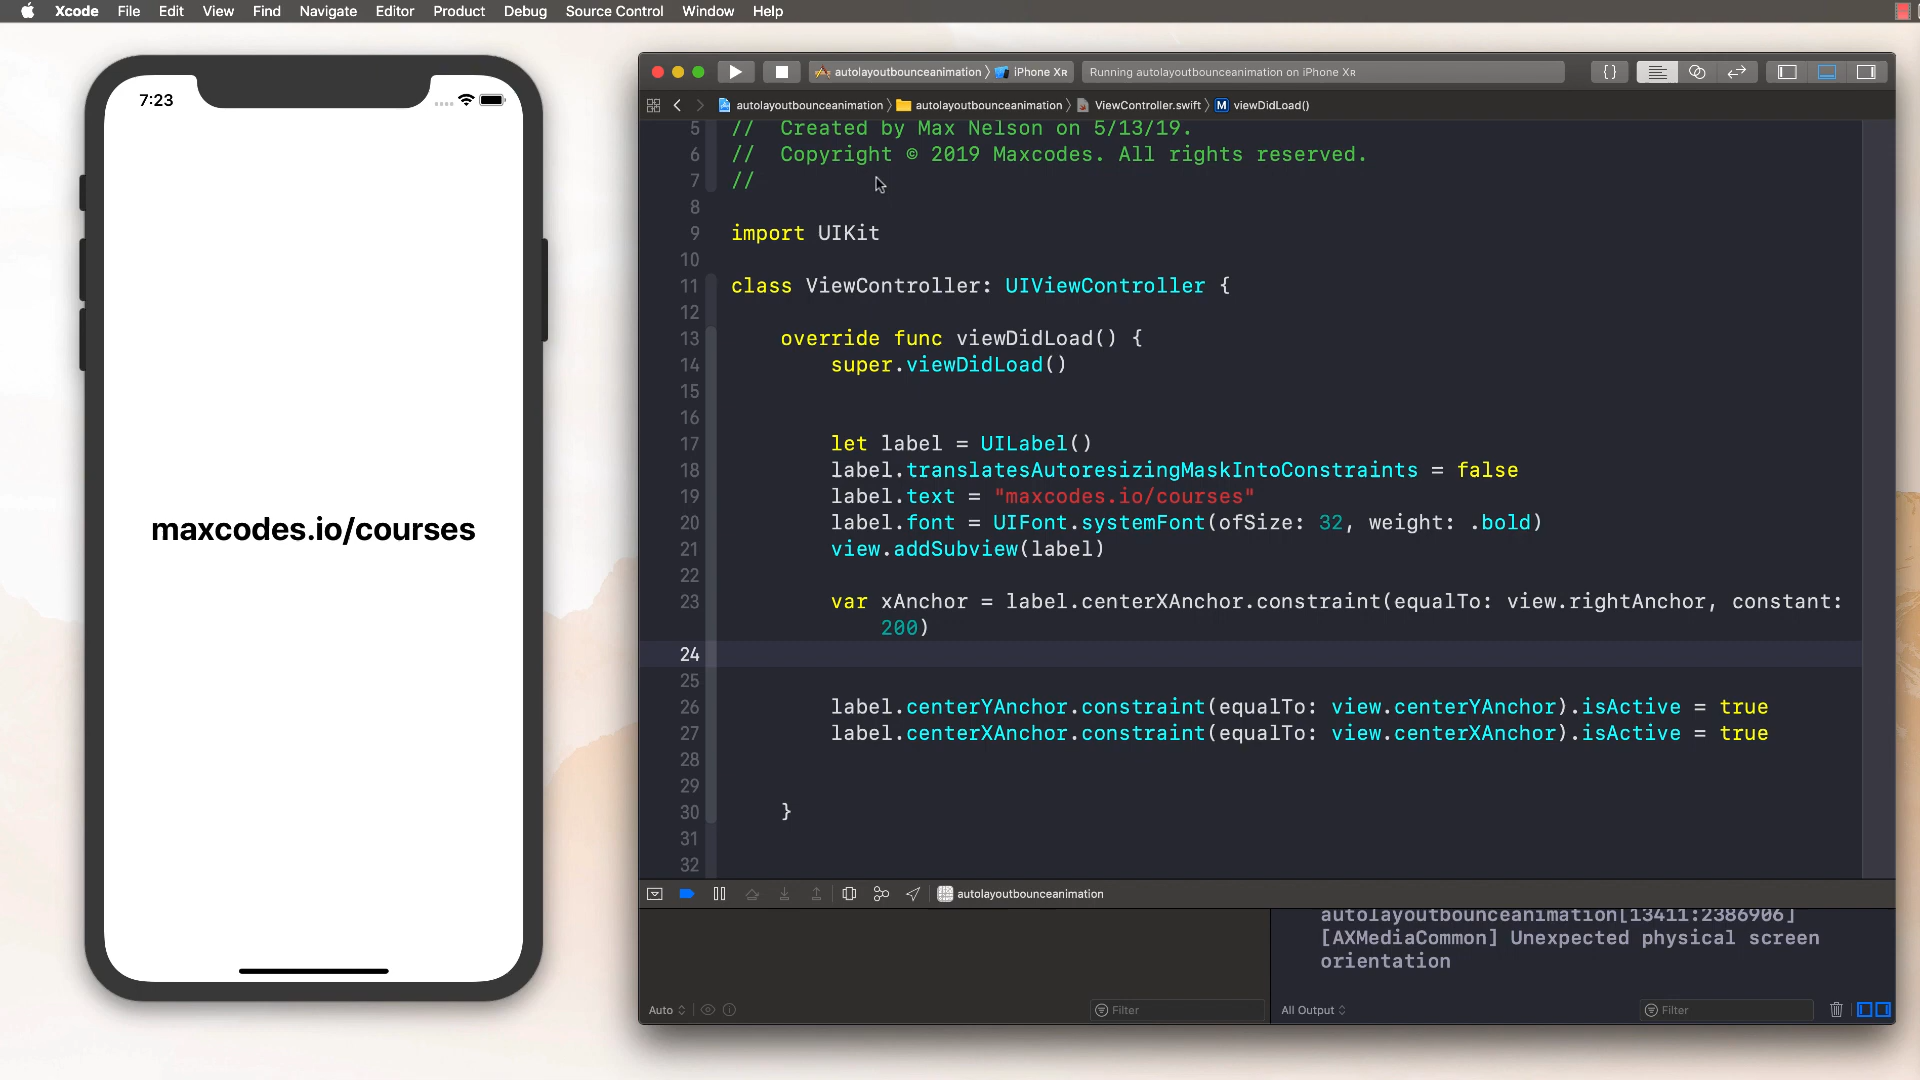 Xcode File Edit View Find Navigate Editor Product Debug Source Control Window Help
7:23
maxcodes.io/courses
autolayoutbounceanimation 〉 iPhone XR
Running autolayoutbounceanimation on iPhone XR
autolayoutbounceanimation 〉 autolayoutbounceanimation 〉 ViewController.swift 〉 M viewDidLoad()
5 // Created by Max Nelson on 5/13/19.
6 // Copyright © 2019 Maxcodes. All rights reserved.
7 //
8
9 import UIKit
10
11 class ViewController: UIViewController {
12
13 override func viewDidLoad() {
14 super.viewDidLoad()
15
16
17 let label = UILabel()
18 label.translatesAutoresizingMaskIntoConstraints = false
19 label.text = "maxcodes.io/courses"
20 label.font = UIFont.systemFont(ofSize: 32, weight: .bold)
21 view.addSubview(label)
22
23 var xAnchor = label.centerXAnchor.constraint(equalTo: view.rightAnchor, constant:
200)
24
25
26 label.centerYAnchor.constraint(equalTo: view.centerYAnchor).isActive = true
27 label.centerXAnchor.constraint(equalTo: view.centerXAnchor).isActive = true
28
29
30 }
31
32
autolayoutbounceanimation
autolayoutbounceanimation[13411:2386906]
[AXMediaCommon] Unexpected physical screen
orientation
Auto
Filter
All Output
Filter